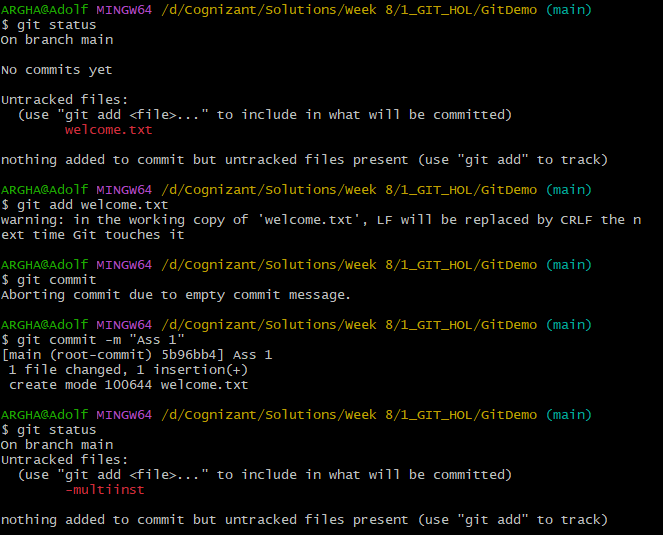 ARGHA@Adolf MINGW64 /d/Cognizant/Solutions/Week 8/1_GIT_HOL/GitDemo (main)
$ git status
On branch main
No commits yet
Untracked files:
  (use "git add <file>..." to include in what will be committed)
        welcome.txt
nothing added to commit but untracked files present (use "git add" to track)
ARGHA@Adolf MINGW64 /d/Cognizant/Solutions/Week 8/1_GIT_HOL/GitDemo (main)
$ git add welcome.txt
warning: in the working copy of 'welcome.txt', LF will be replaced by CRLF the n
ext time Git touches it
ARGHA@Adolf MINGW64 /d/Cognizant/Solutions/Week 8/1_GIT_HOL/GitDemo (main)
$ git commit
Aborting commit due to empty commit message.
ARGHA@Adolf MINGW64 /d/Cognizant/Solutions/Week 8/1_GIT_HOL/GitDemo (main)
$ git commit -m "Ass 1"
[main (root-commit) 5b96bb4] Ass 1
 1 file changed, 1 insertion(+)
 create mode 100644 welcome.txt
ARGHA@Adolf MINGW64 /d/Cognizant/Solutions/Week 8/1_GIT_HOL/GitDemo (main)
$ git status
On branch main
Untracked files:
  (use "git add <file>..." to include in what will be committed)
        -multiinst
nothing added to commit but untracked files present (use "git add" to track)